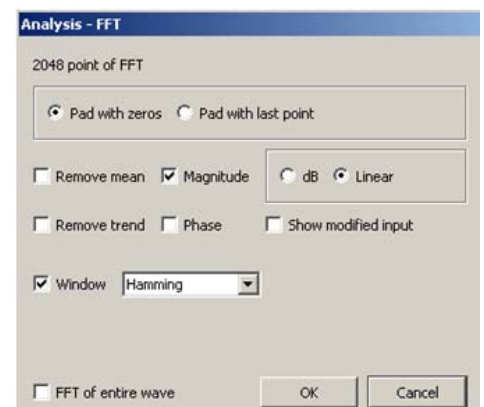 Analysis - FFT
2048 point of FFT
Pad with zeros Pad with last point
Remove mean Magnitude dB Linear
Remove trend Phase Show modified input
Window Hamming
FFT of entire wave OK Cancel